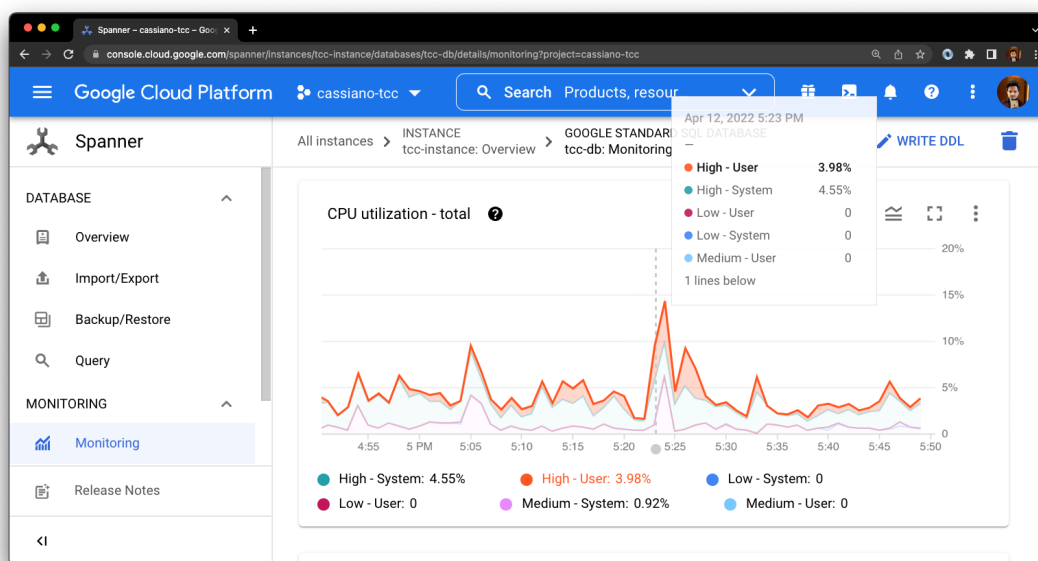 Spanner – cassiano-tcc – Goo
console.cloud.google.com/spanner/instances/tcc-instance/databases/tcc-db/details/monitoring?project=cassiano-tcc
Google Cloud Platform
cassiano-tcc
Search Products, resour
Spanner
All instances
INSTANCE
tcc-instance: Overview
GOOGLE STANDARD SQL DATABASE
tcc-db: Monitoring
WRITE DDL
DATABASE
Overview
Import/Export
Backup/Restore
Query
MONITORING
Monitoring
Release Notes
CPU utilization - total
Apr 12, 2022 5:23 PM
—
High - User 3.98%
High - System 4.55%
Low - User 0
Low - System 0
Medium - User 0
1 lines below
20%
15%
10%
5%
0
4:55 5 PM 5:05 5:10 5:15 5:20 5:25 5:30 5:35 5:40 5:45 5:50
High - System: 4.55% High - User: 3.98% Low - System: 0
Low - User: 0 Medium - System: 0.92% Medium - User: 0